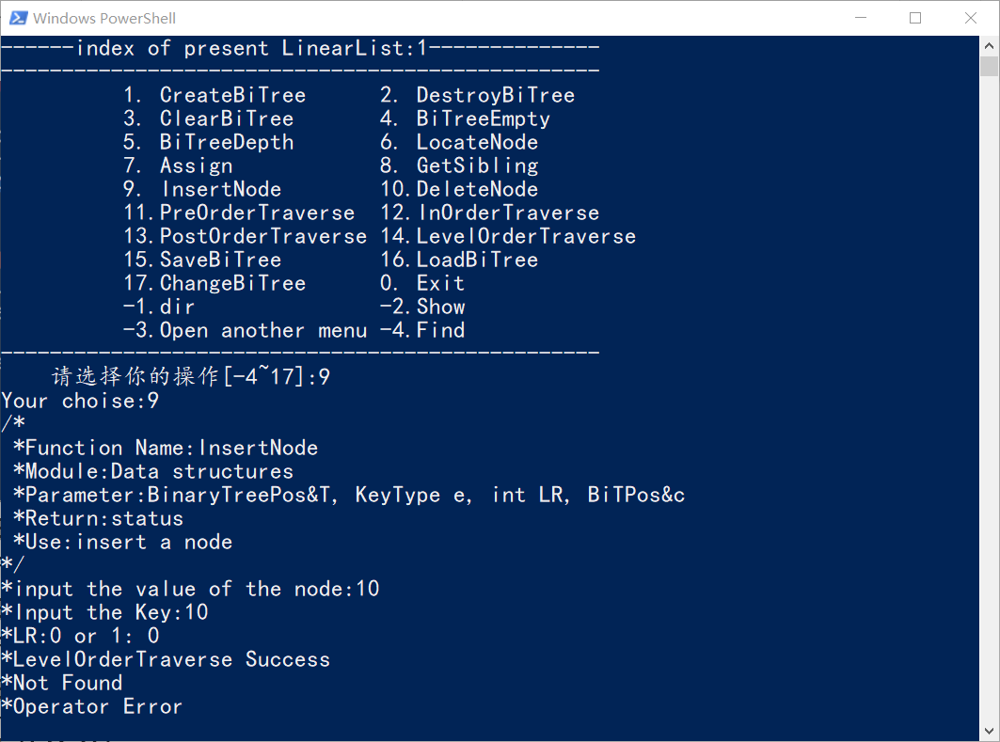 Windows PowerShell
------index of present LinearList:1--------------
-------------------------------------------------
1. CreateBiTree 2. DestroyBiTree
3. ClearBiTree 4. BiTreeEmpty
5. BiTreeDepth 6. LocateNode
7. Assign 8. GetSibling
9. InsertNode 10.DeleteNode
11.PreOrderTraverse 12.InOrderTraverse
13.PostOrderTraverse 14.LevelOrderTraverse
15.SaveBiTree 16.LoadBiTree
17.ChangeBiTree 0. Exit
-1.dir -2.Show
-3.Open another menu -4.Find
-------------------------------------------------
请选择你的操作[-4~17]:9
Your choise:9
/*
*Function Name:InsertNode
*Module:Data structures
*Parameter:BinaryTreePos&T, KeyType e, int LR, BiTPos&c
*Return:status
*Use:insert a node
*/
*input the value of the node:10
*Input the Key:10
*LR:0 or 1: 0
*LevelOrderTraverse Success
*Not Found
*Operator Error